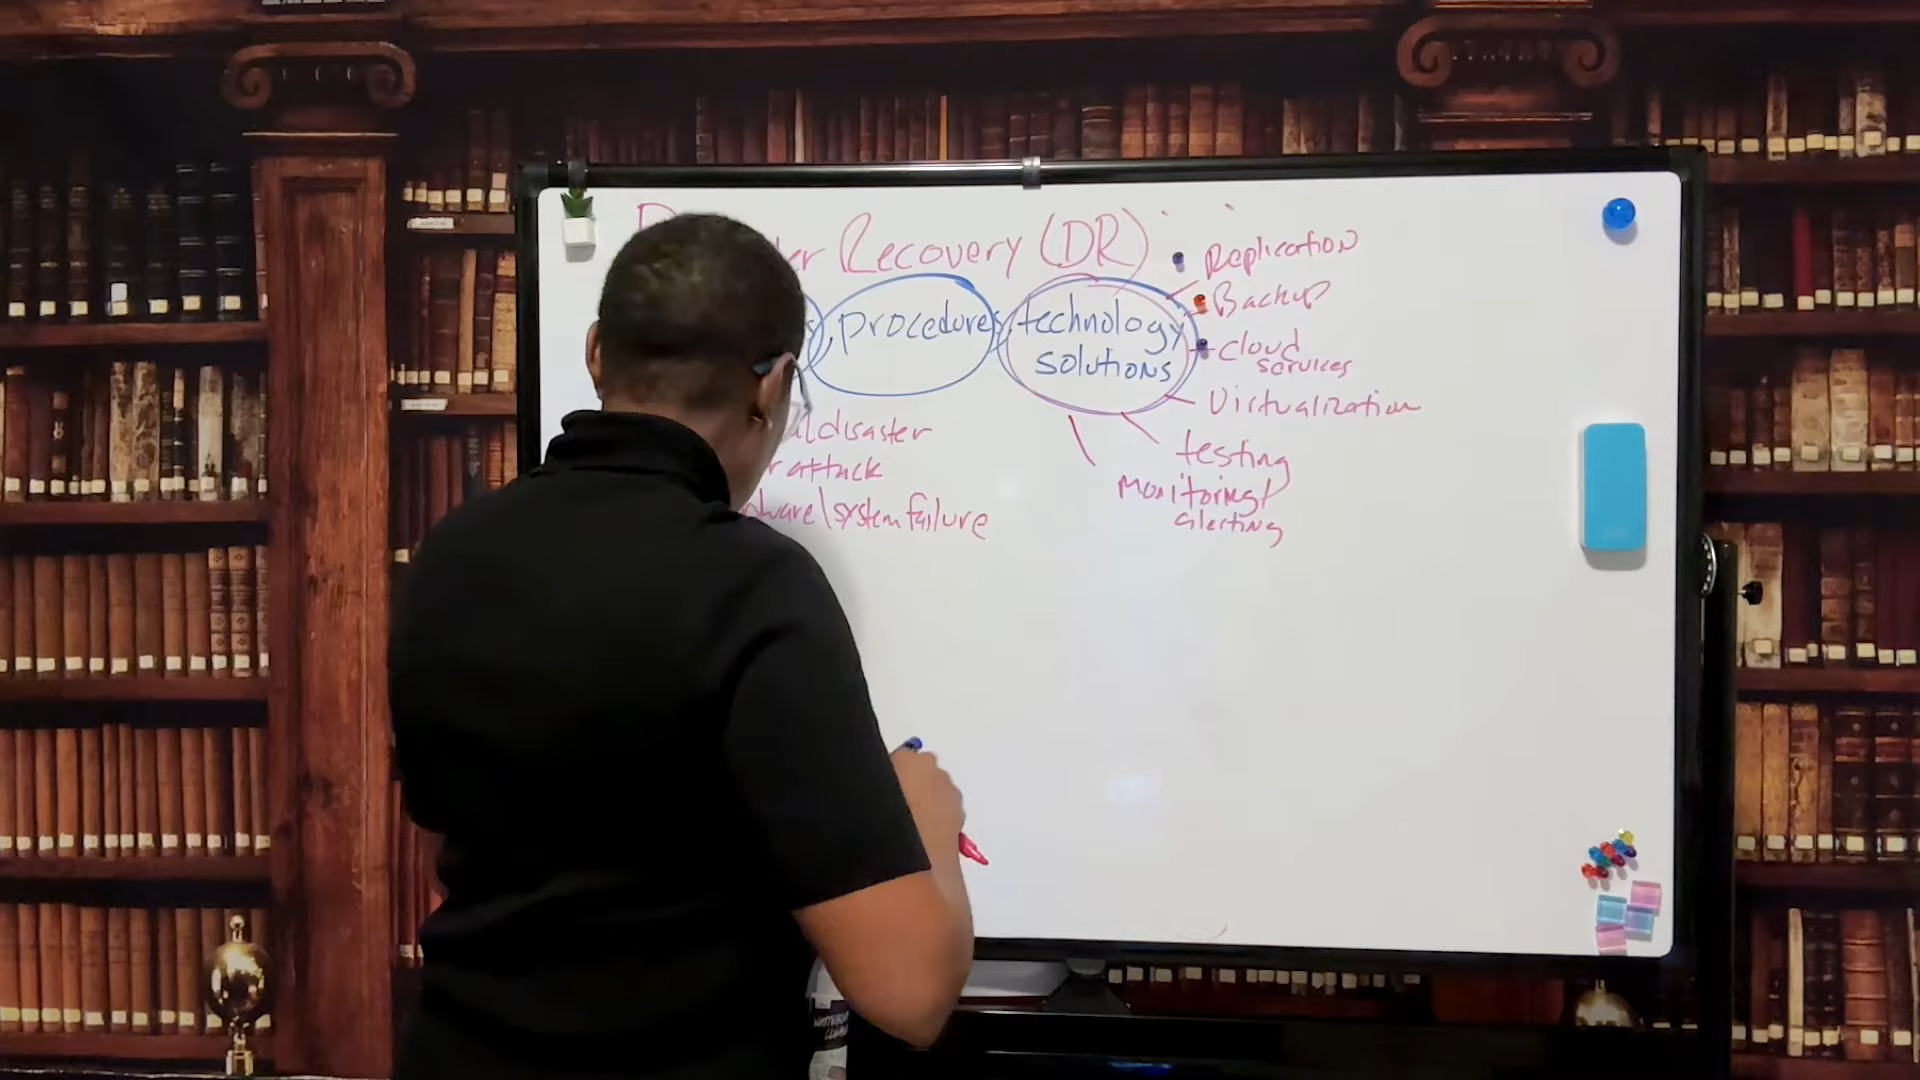 Recovery (DR)
procedures, technology solutions
Replication
Backup
cloud services
Virtualization
testing
Monitoring/ alerting
disaster
attack
system failure